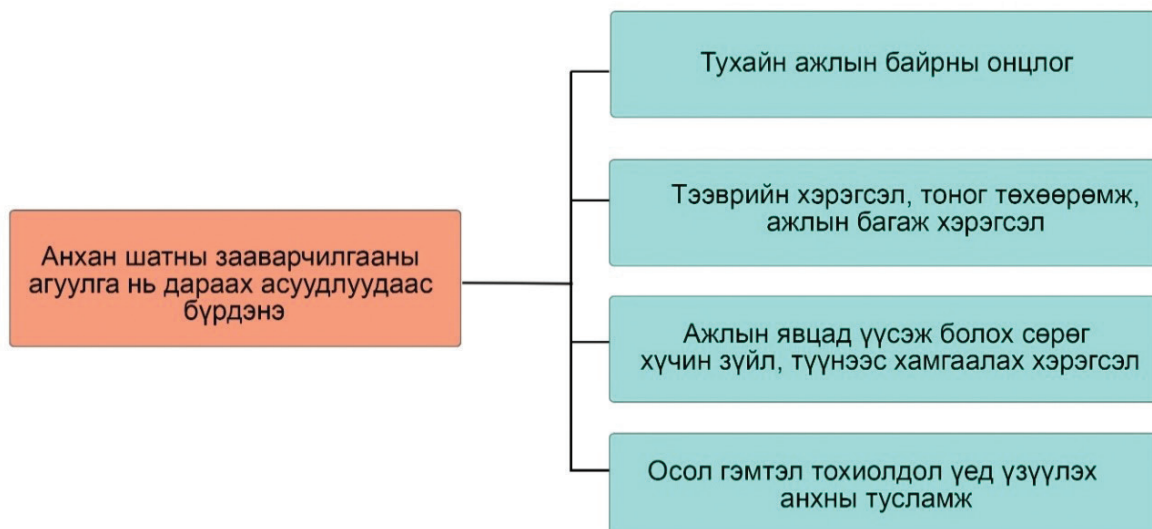 Анхан шатны зааварчилгааны
агуулга нь дараах асуудлуудаас
бүрдэнэ
Тухайн ажлын байрны онцлог
Тээврийн хэрэгсэл, тоног төхөөрөмж,
ажлын багаж хэрэгсэл
Ажлын явцад үүсэж болох сөрөг
хүчин зүйл, түүнээс хамгаалах хэрэгсэл
Осол гэмтэл тохиолдол үед үзүүлэх
анхны тусламж